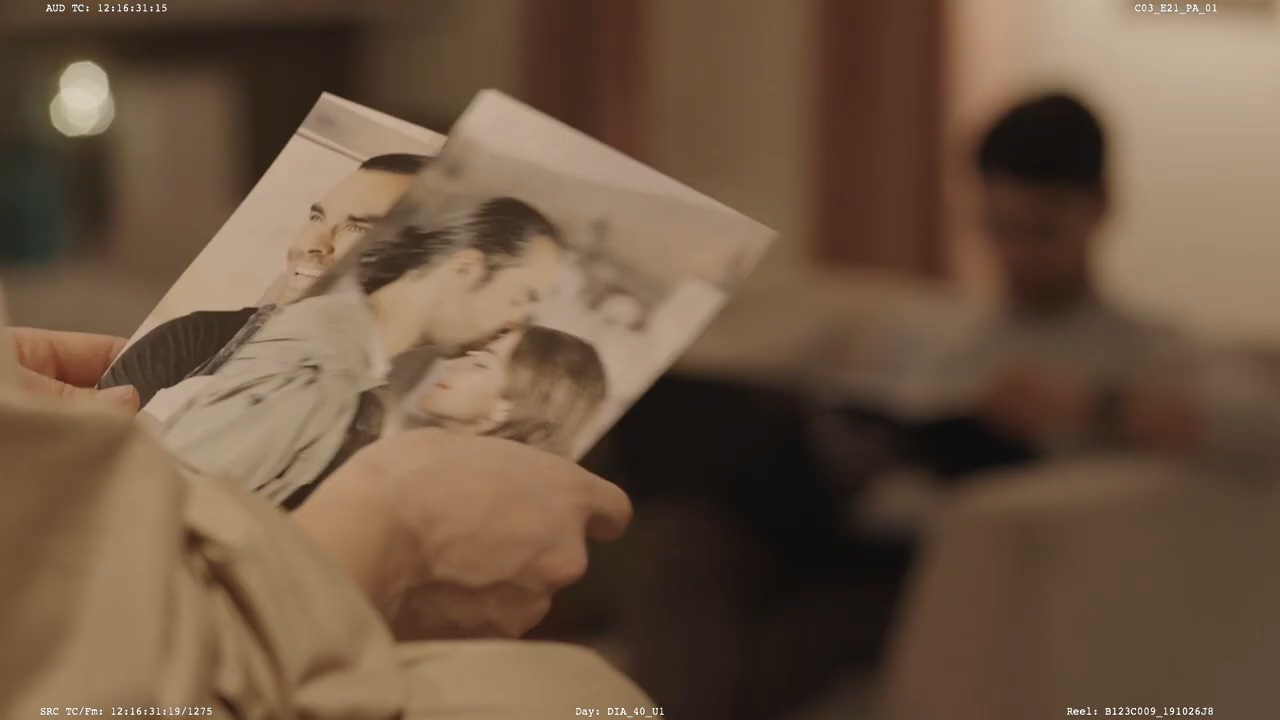 AUD TC: 12:16:31:15
C03_E21_PA_01
SRC TC/Fm: 12:16:31:19/1275
Day: DIA_40_U1
Reel: B123C009_191026J8